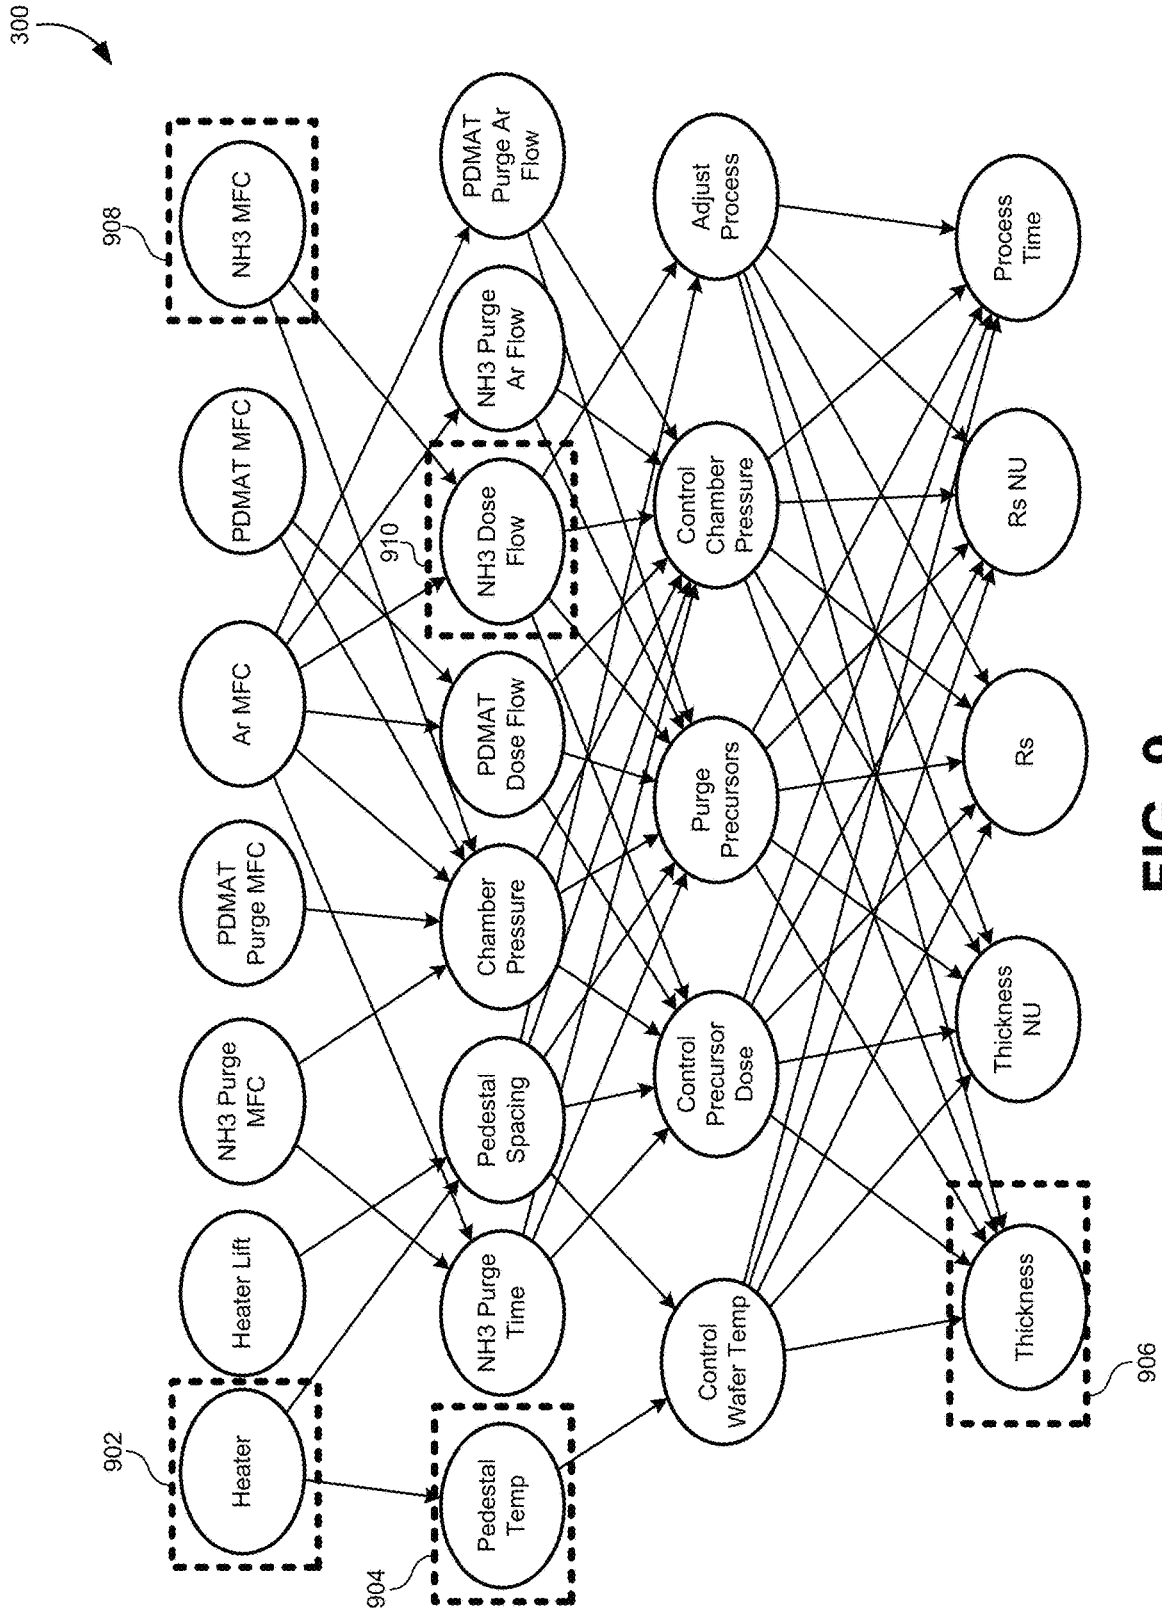 300
902
908
Heater
Heater Lift
NH3 Purge
MFC
PDMAT
Purge MFC
Ar MFC
PDMAT MFC
NH3 MFC
904
910
Pedestal
Temp
NH3 Purge
Time
Pedestal
Spacing
Chamber
Pressure
PDMAT
Dose Flow
NH3 Dose
Flow
NH3 Purge
Ar Flow
PDMAT
Purge Ar
Flow
Control
Wafer Temp
Control
Precursor
Dose
Purge
Precursors
Control
Chamber
Pressure
Adjust
Process
Thickness
Thickness
NU
Rs
Rs NU
Process
Time
906
FIG.